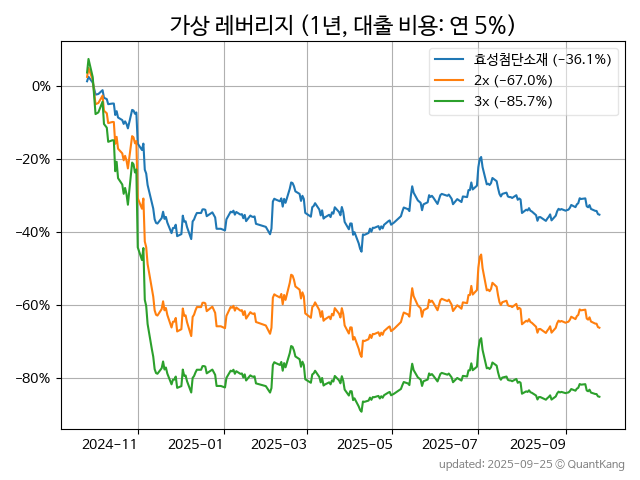 가상 레버리지 (1년, 대출 비용: 연 5%)
효성첨단소재 (-36.1%)
2x (-67.0%)
3x (-85.7%)
0%
-20%
-40%
-60%
-80%
2024-11 2025-01 2025-03 2025-05 2025-07 2025-09
updated: 2025-09-25 © QuantKang